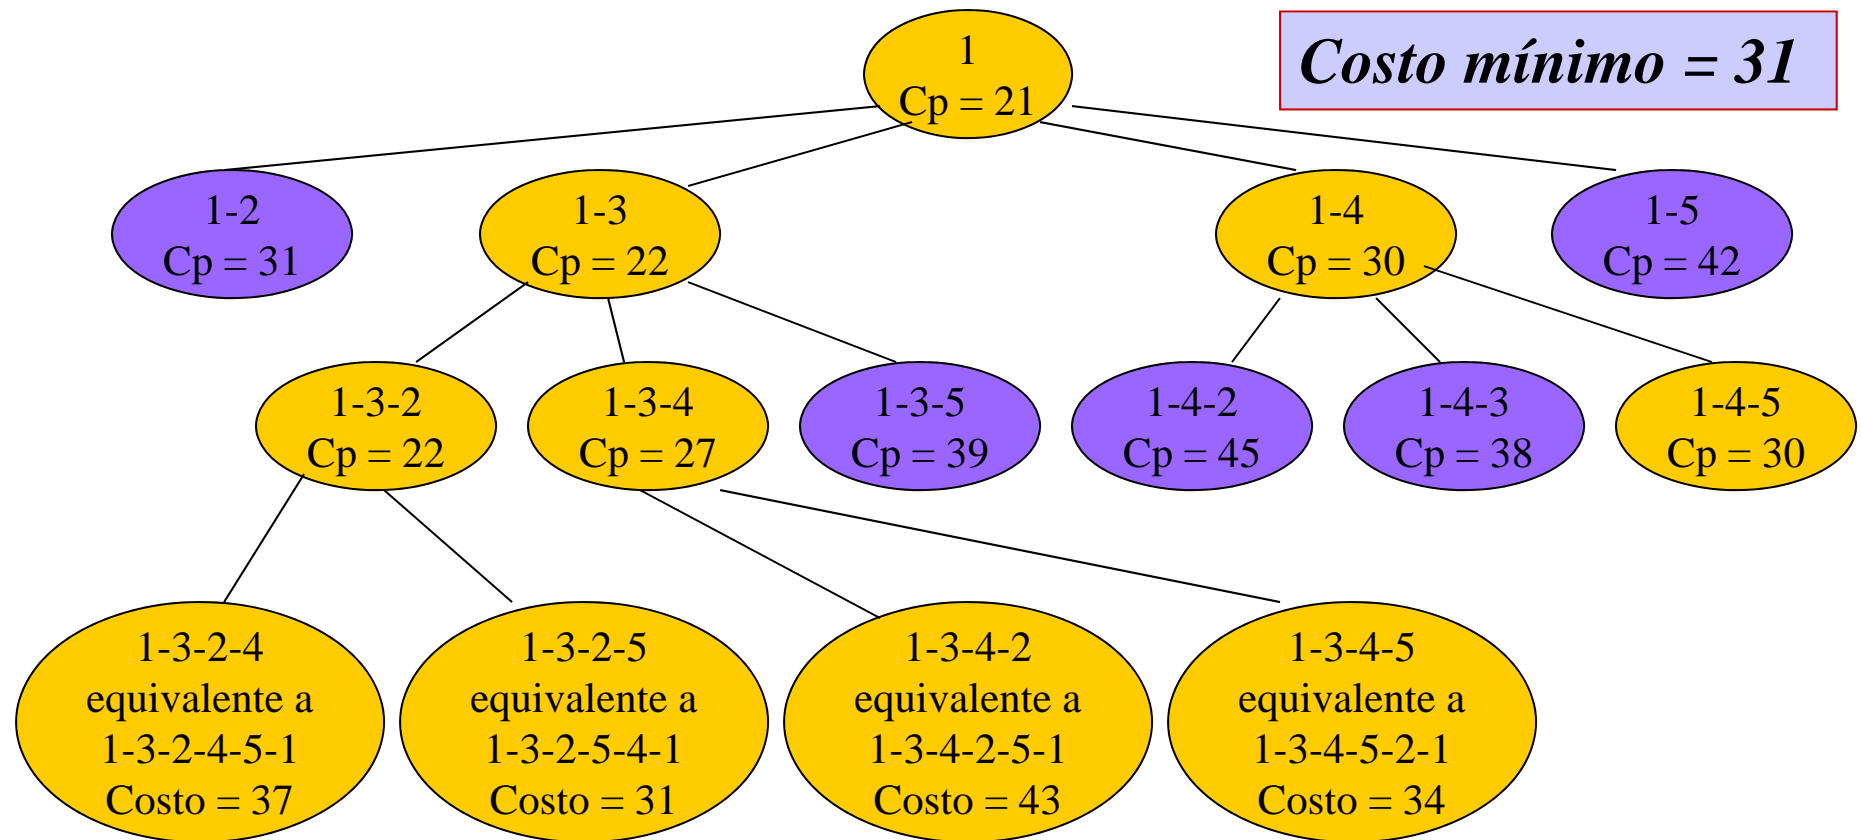 1
Cp = 21
Costo mínimo = 31
1-2
Cp = 31
1-3
Cp = 22
1-4
Cp = 30
1-5
Cp = 42
1-3-2
Cp = 22
1-3-4
Cp = 27
1-3-5
Cp = 39
1-4-2
Cp = 45
1-4-3
Cp = 38
1-4-5
Cp = 30
1-3-2-4
equivalente a
1-3-2-4-5-1
Costo = 37
1-3-2-5
equivalente a
1-3-2-5-4-1
Costo = 31
1-3-4-2
equivalente a
1-3-4-2-5-1
Costo = 43
1-3-4-5
equivalente a
1-3-4-5-2-1
Costo = 34